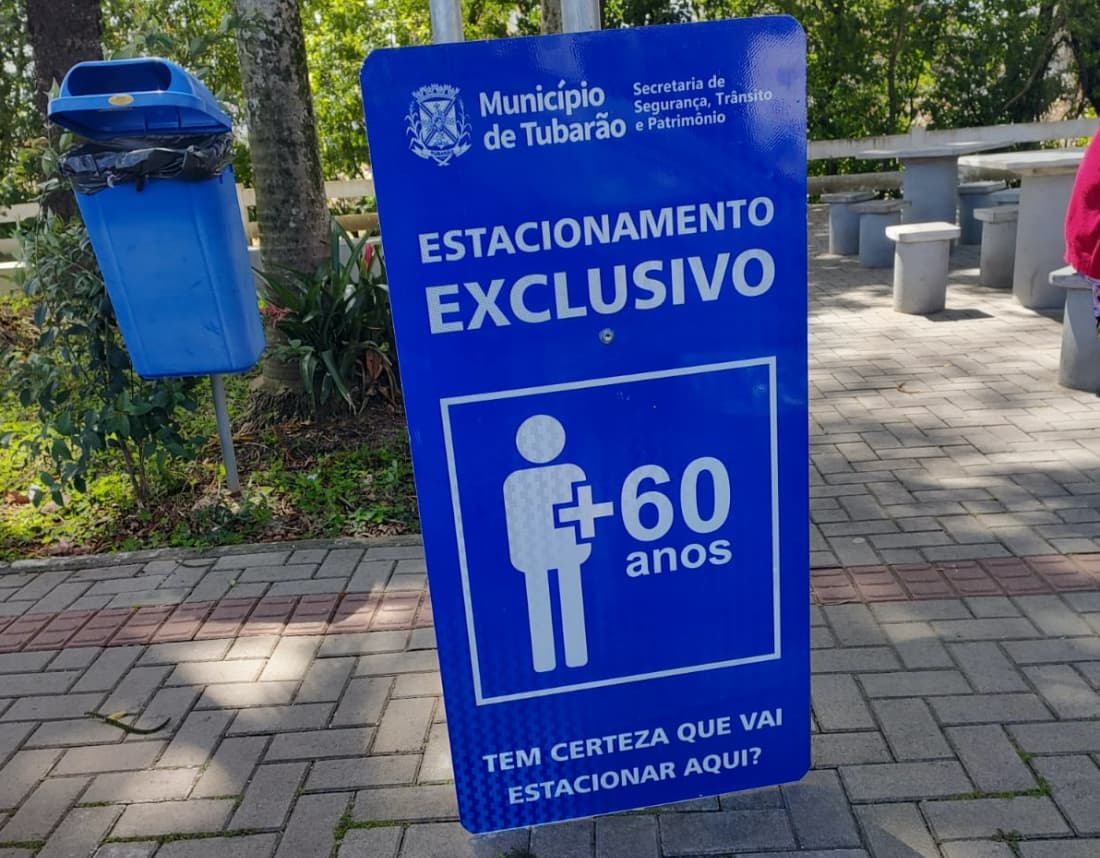 Município
de Tubarão
Secretaria de
Segurança, Trânsito
e Patrimônio
ESTACIONAMENTO
EXCLUSIVO
+60
anos
TEM CERTEZA QUE VAI
ESTACIONAR AQUI?